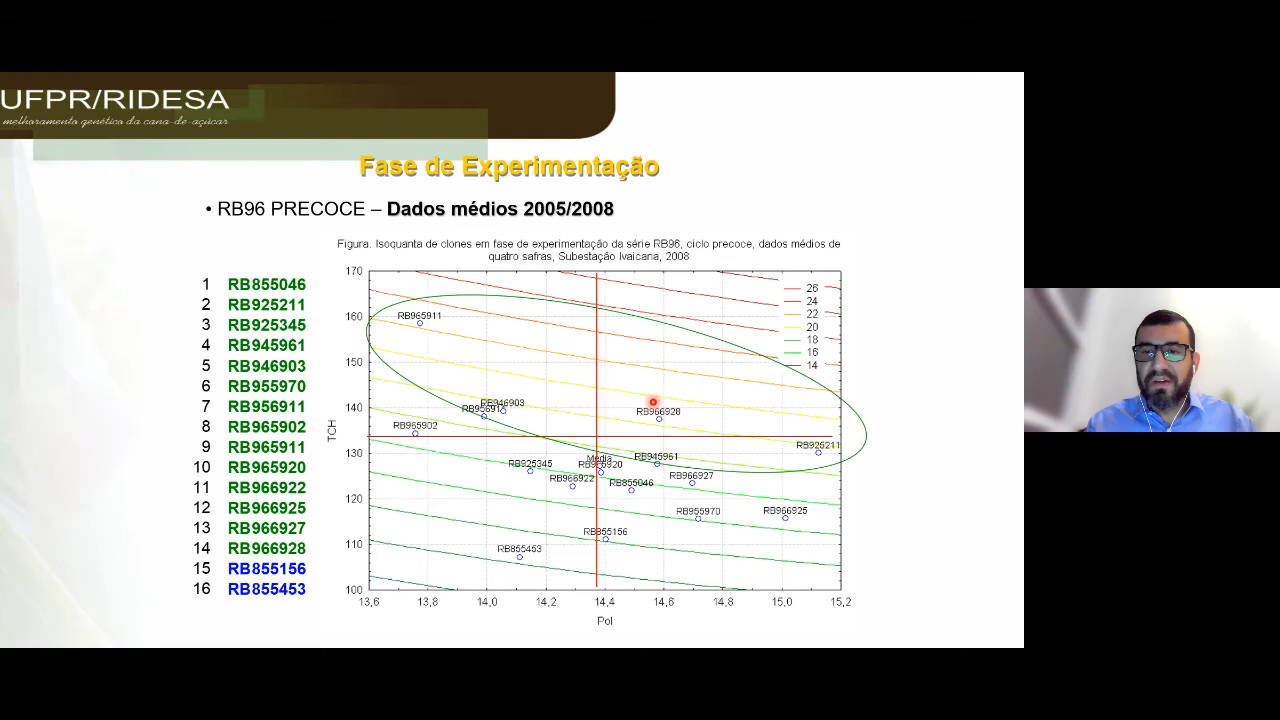 UFPR/RIDESA
melhoramento genético da cana-de-açúcar
Fase de Experimentação
• RB96 PRECOCE – Dados médios 2005/2008
Figura. Isoquanta de clones em fase de experimentação da série RB96, ciclo precoce, dados médios de
quatro safras, Subestação Ivaicana, 2008
1 RB855046
2 RB925211
3 RB925345
4 RB945961
5 RB946903
6 RB955970
7 RB956911
8 RB965902
9 RB965911
10 RB965920
11 RB966922
12 RB966925
13 RB966927
14 RB966928
15 RB855156
16 RB855453
TCH
170
160
150
140
130
120
110
100
26
24
22
20
18
16
14
RB965911
RB946903
RB956911
RB965902
RB966928
RB925211
Média
RB945961
RB925345
RB965920
RB966922
RB855046
RB966927
RB955970
RB966925
RB855156
RB855453
13,6 13,8 14,0 14,2 14,4 14,6 14,8 15,0 15,2
Pol